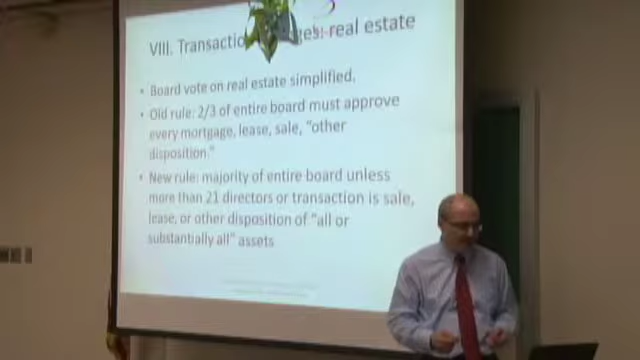 VIII. Transaction real estate
• Board vote on real estate simplified.
• Old rule: 2/3 of entire board must approve
every mortgage, lease, sale, "other
disposition."
• New rule: majority of entire board unless
more than 21 directors or transaction is sale,
lease, or other disposition of "all or
substantially all" assets